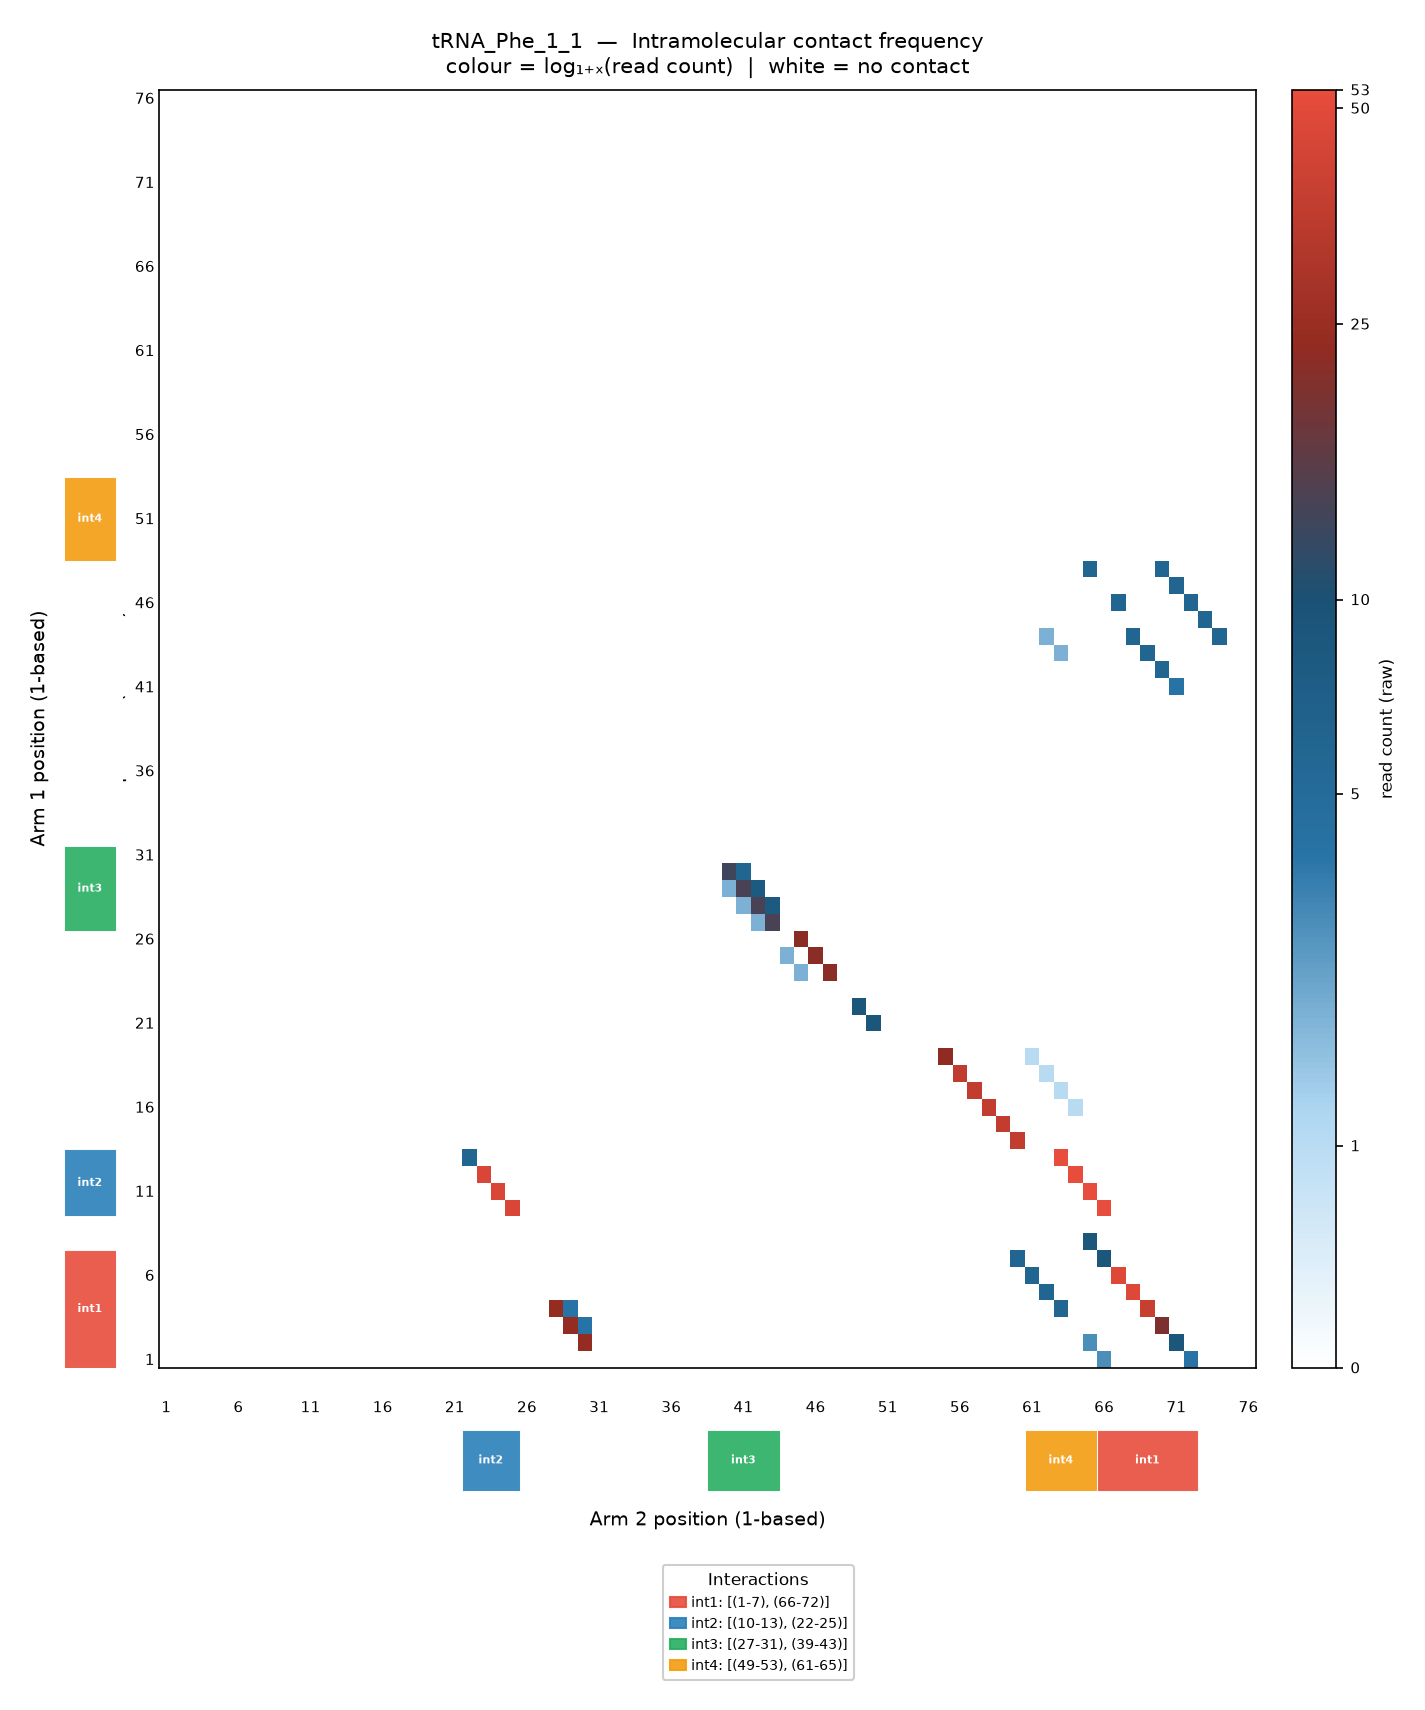 tRNA_Phe_1_1 — Intramolecular contact frequency
colour = log₁₊ₓ(read count) | white = no contact
76
71
66
61
56
51
46
41
36
31
26
21
16
11
6
1
int4
int3
int2
int1
Arm 1 position (1-based)
1 6 11 16 21 26 31 36 41 46 51 56 61 66 71 76
int2 int3 int4 int1
Arm 2 position (1-based)
53
50
25
10
5
1
0
read count (raw)
Interactions
int1: [(1-7), (66-72)]
int2: [(10-13), (22-25)]
int3: [(27-31), (39-43)]
int4: [(49-53), (61-65)]